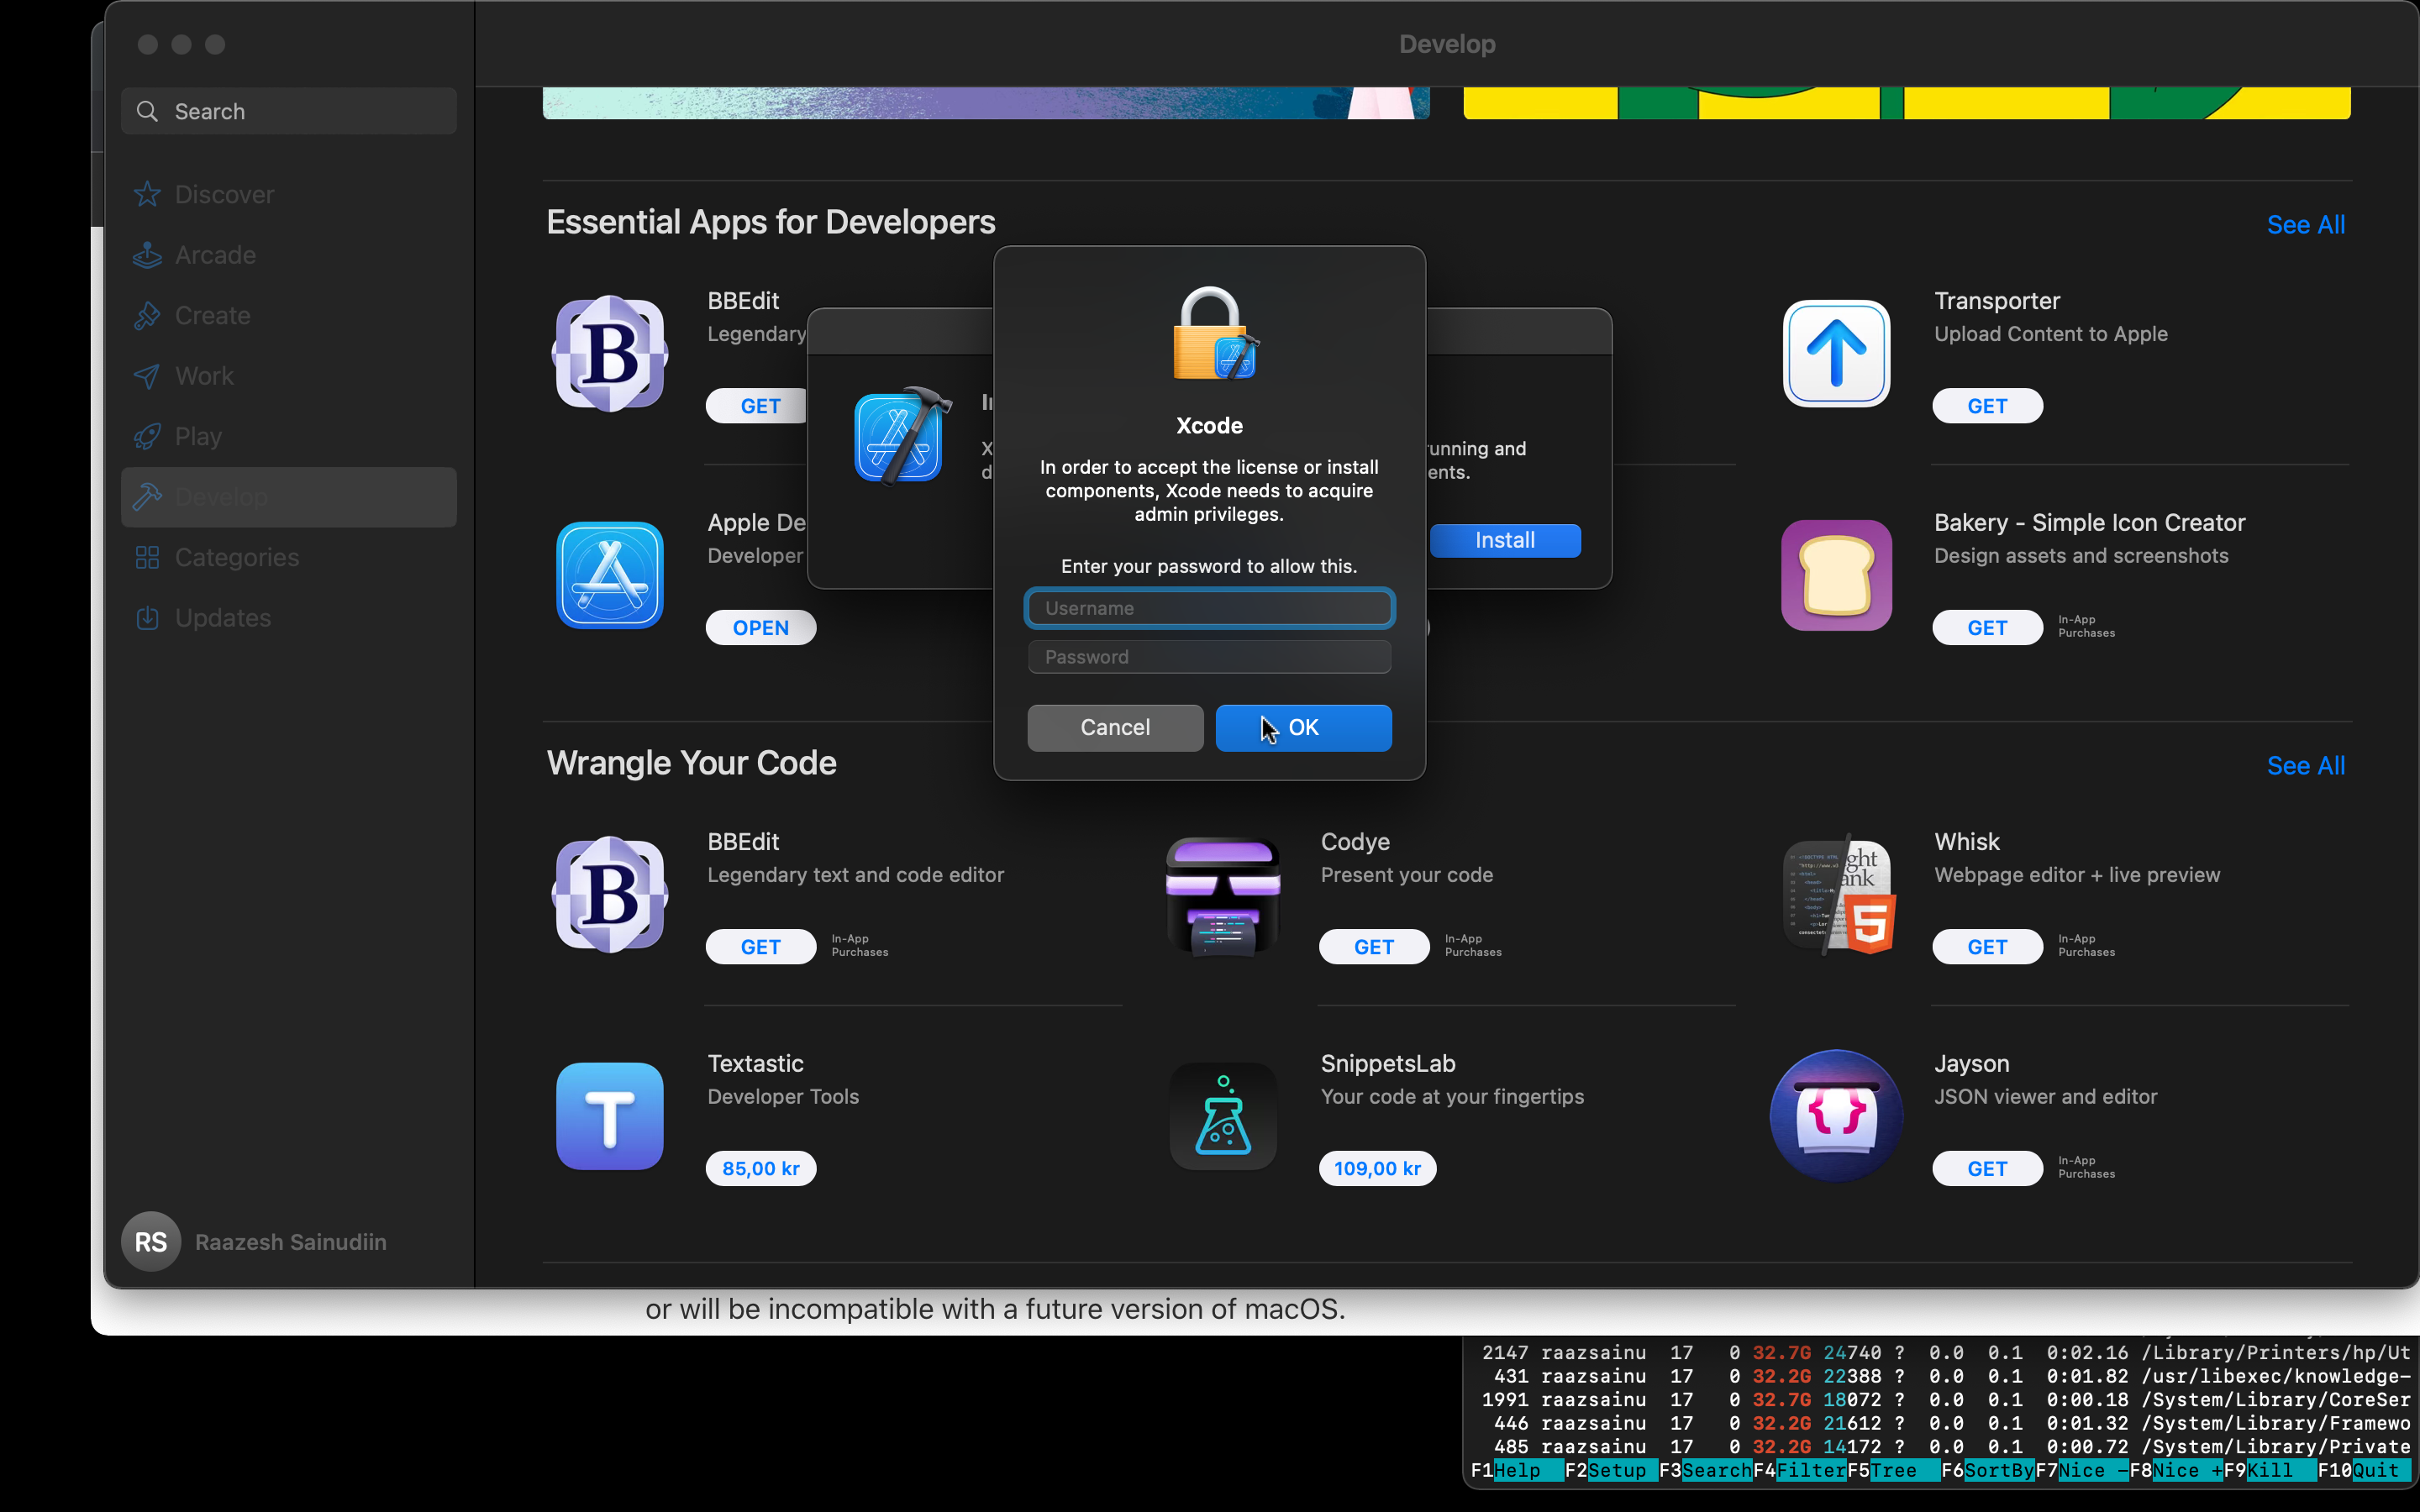 Develop
Search
Discover
Arcade
Create
Work
Play
Develop
Categories
Updates
RS Raazesh Sainudiin
Essential Apps for Developers
See All
BBEdit
Legendary
GET
Transporter
Upload Content to Apple
GET
Apple De
Developer
OPEN
Bakery - Simple Icon Creator
Design assets and screenshots
GET
In-App
Purchases
running and
ents.
Install
Xcode
In order to accept the license or install
components, Xcode needs to acquire
admin privileges.
Enter your password to allow this.
Username
Password
Cancel
OK
Wrangle Your Code
See All
BBEdit
Legendary text and code editor
GET
In-App
Purchases
Codye
Present your code
GET
In-App
Purchases
Whisk
Webpage editor + live preview
GET
In-App
Purchases
Textastic
Developer Tools
85,00 kr
SnippetsLab
Your code at your fingertips
109,00 kr
Jayson
JSON viewer and editor
GET
In-App
Purchases
or will be incompatible with a future version of macOS.
2147 raazsainu 17 0 32.7G 24740 ? 0.0 0.1 0:02.16 /Library/Printers/hp/Ut
431 raazsainu 17 0 32.2G 22388 ? 0.0 0.1 0:01.82 /usr/libexec/knowledge-
1991 raazsainu 17 0 32.7G 18072 ? 0.0 0.1 0:00.18 /System/Library/CoreSer
446 raazsainu 17 0 32.2G 21612 ? 0.0 0.1 0:01.32 /System/Library/Framewo
485 raazsainu 17 0 32.2G 14172 ? 0.0 0.1 0:00.72 /System/Library/Private
F1Help F2Setup F3SearchF4FilterF5Tree F6SortByF7Nice -F8Nice +F9Kill F10Quit